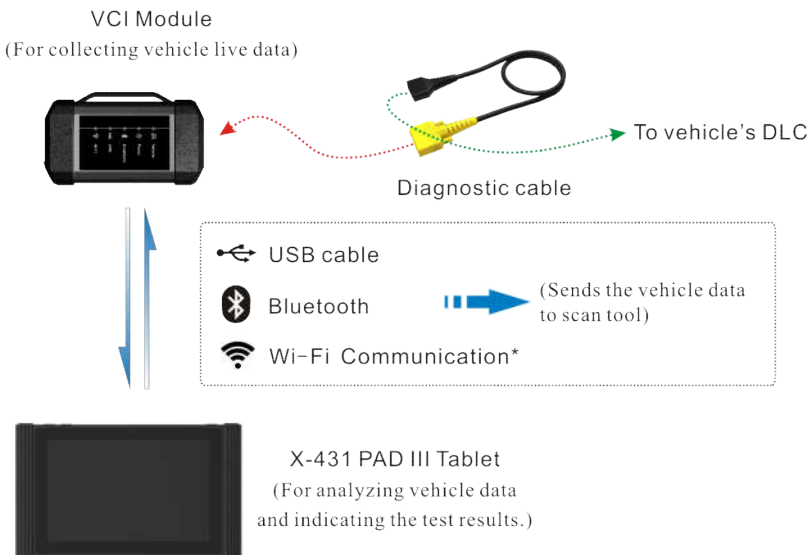 VCI Module
(For collecting vehicle live data)
To vehicle's DLC
Diagnostic cable
USB cable
Bluetooth
(Sends the vehicle data
to scan tool)
Wi-Fi Communication*
X-431 PAD III Tablet
(For analyzing vehicle data
and indicating the test results.)